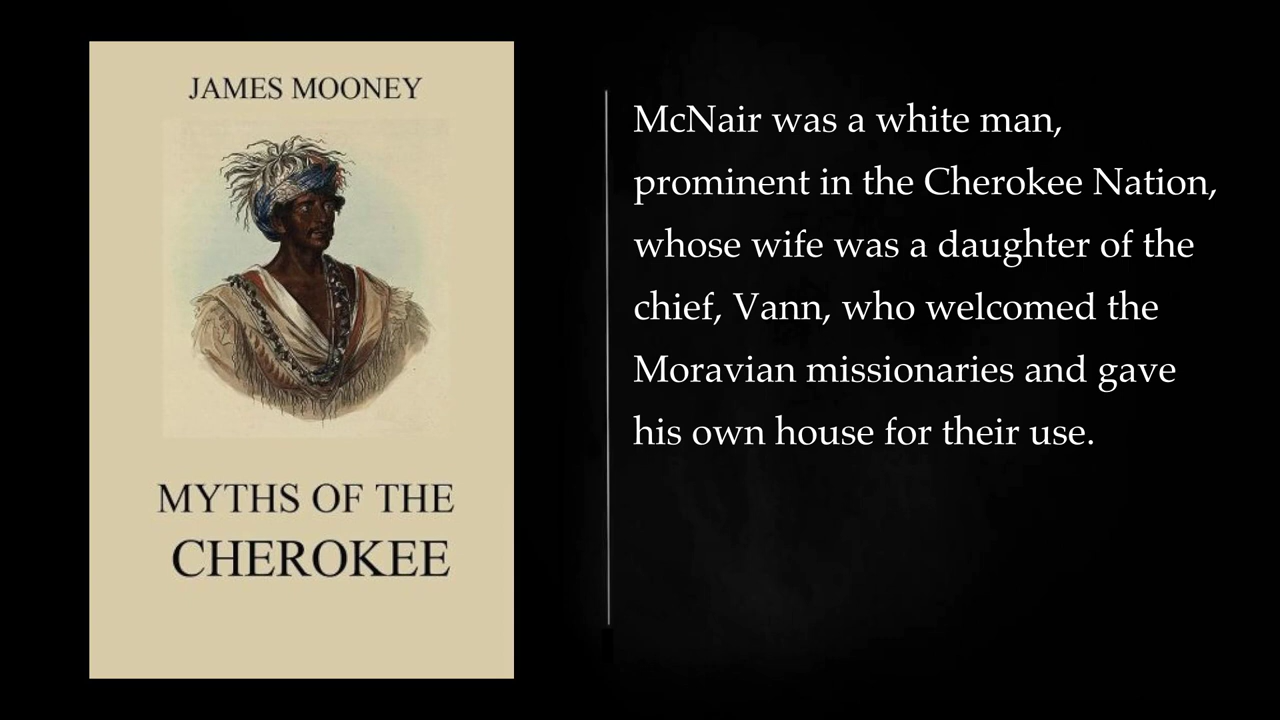 JAMES MOONEY
MYTHS OF THE
CHEROKEE
McNair was a white man,
prominent in the Cherokee Nation,
whose wife was a daughter of the
chief, Vann, who welcomed the
Moravian missionaries and gave
his own house for their use.